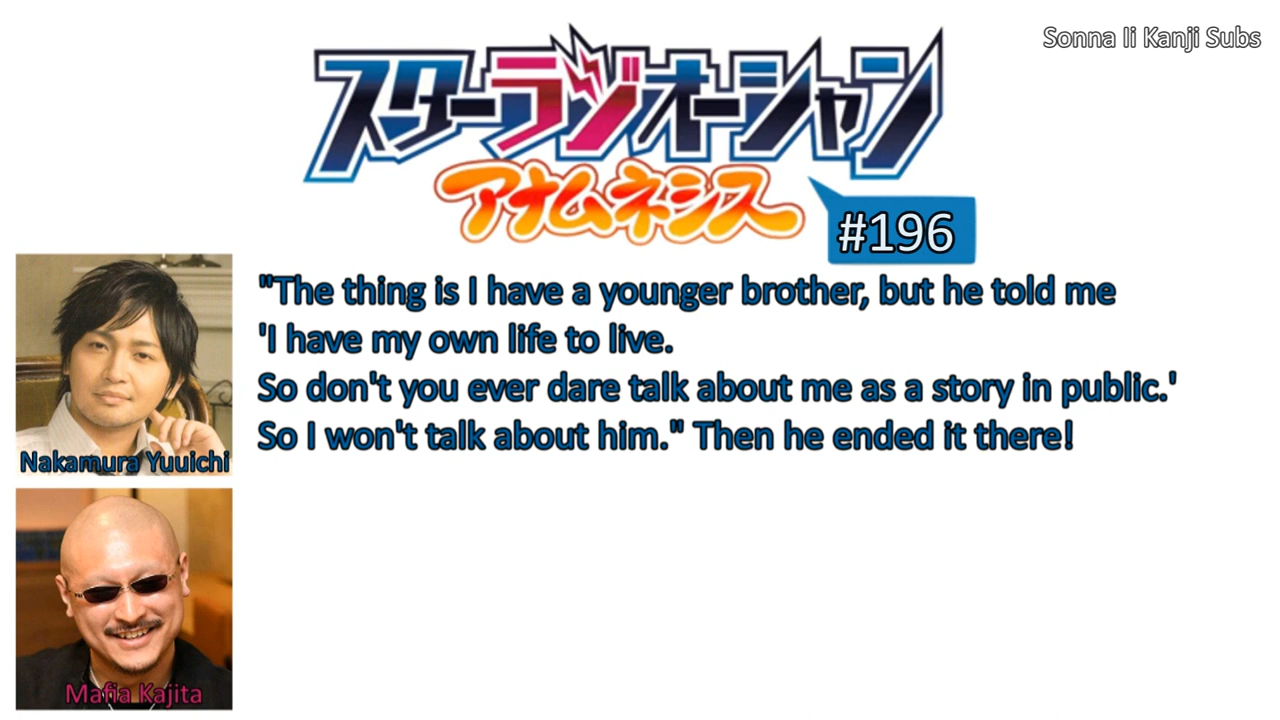 Sonna Ii Kanji Subs
スターラジオーシャン
アナムネシス
#196
"The thing is I have a younger brother, but he told me
'I have my own life to live.
So don't you ever dare talk about me as a story in public.'
So I won't talk about him." Then he ended it there!
Nakamura Yuuichi
Mafia Kajita